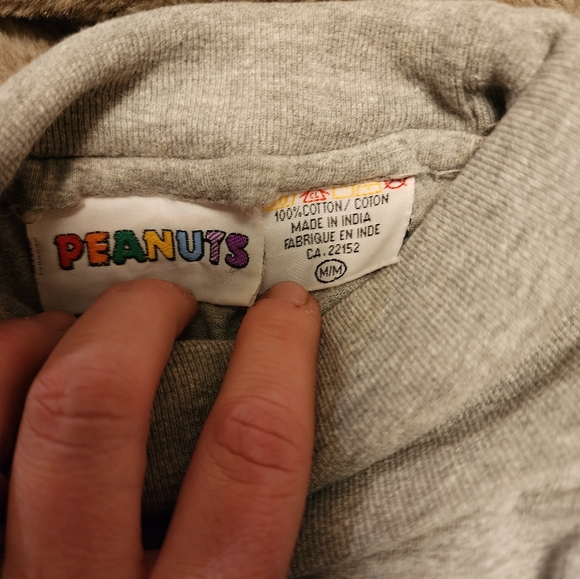 PEANUTS
100% COTTON / COTON
MADE IN INDIA
FABRIQUE EN INDE
CA. 22152
M/M